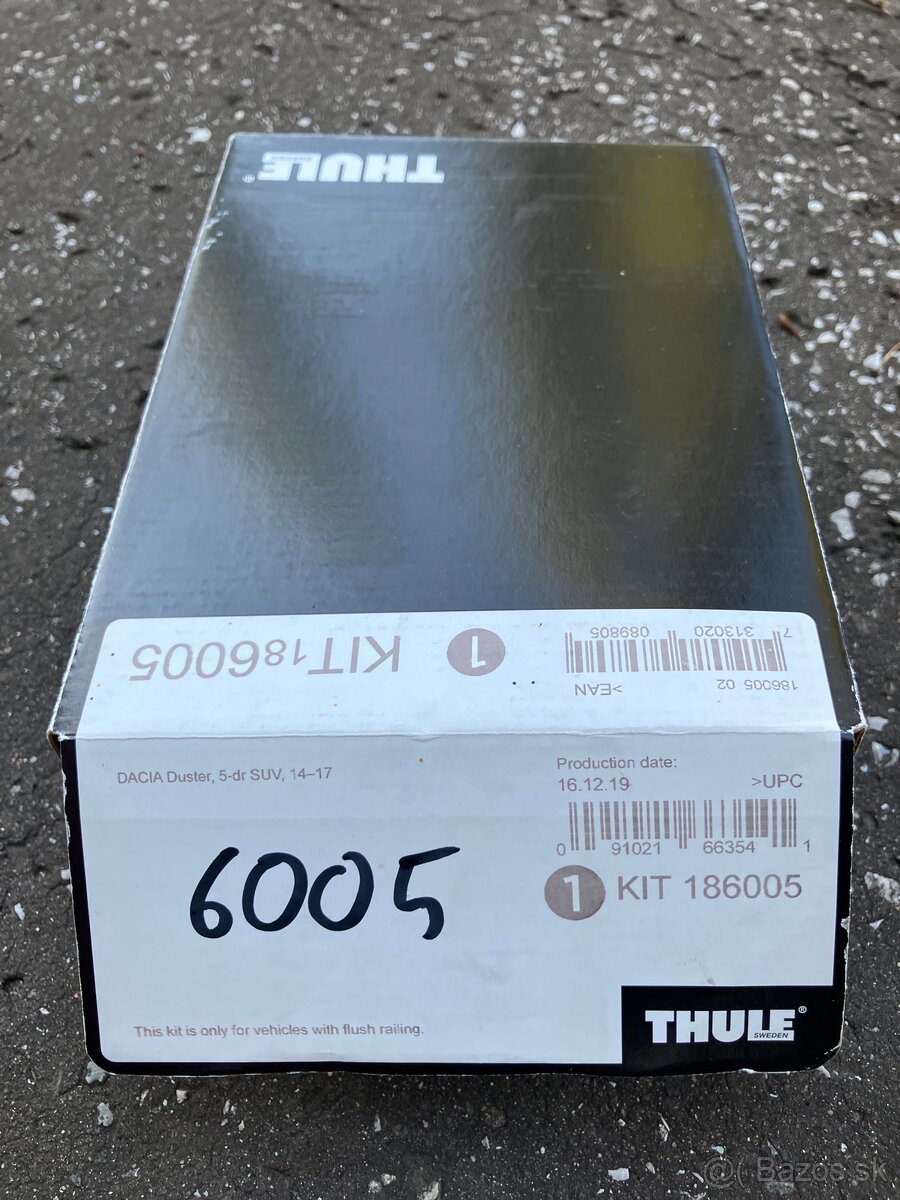 THULE®
SWEDEN
KIT 186005 1
7 313020 089805
186005 02 >EAN
DACIA Duster, 5-dr SUV, 14–17
Production date:
16.12.19 >UPC
0 91021 66354 1
1 KIT 186005
6005
This kit is only for vehicles with flush railing.
THULE®
SWEDEN
@( Bazos.sk